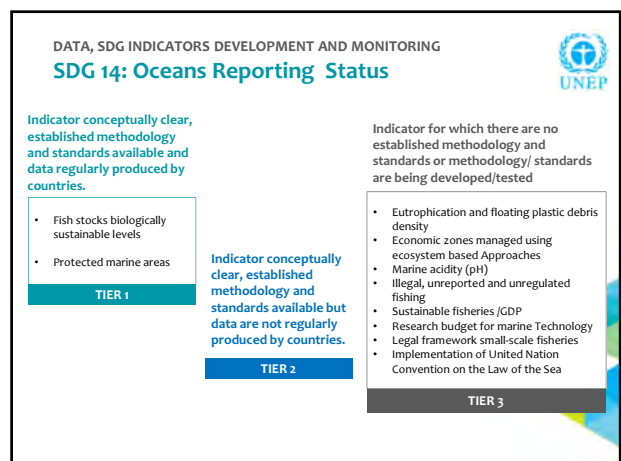 DATA, SDG INDICATORS DEVELOPMENT AND MONITORING
SDG 14: Oceans Reporting Status
UNEP
Indicator conceptually clear,
established methodology
and standards available and
data regularly produced by
countries.
• Fish stocks biologically
sustainable levels
• Protected marine areas
TIER 1
Indicator conceptually
clear, established
methodology and
standards available but
data are not regularly
produced by countries.
TIER 2
Indicator for which there are no
established methodology and
standards or methodology/ standards
are being developed/tested
• Eutrophication and floating plastic debris
density
• Economic zones managed using
ecosystem based Approaches
• Marine acidity (pH)
• Illegal, unreported and unregulated
fishing
• Sustainable fisheries /GDP
• Research budget for marine Technology
• Legal framework small-scale fisheries
• Implementation of United Nation
Convention on the Law of the Sea
TIER 3